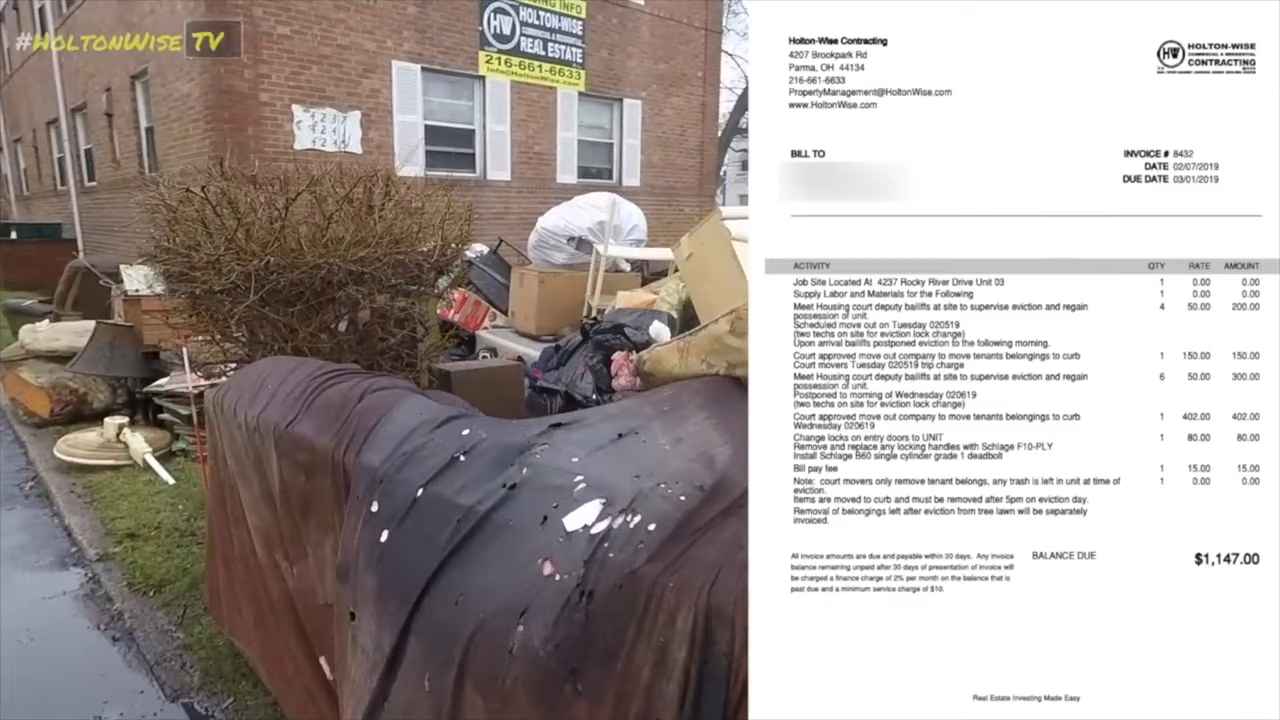 #HOLTONWISE TV
HOLTON-WISE
REAL ESTATE
216-661-6633
Info@HoltonWise.com
4237
4241
Holton-Wise Contracting
4207 Brookpark Rd
Parma, OH 44134
216-661-6633
PropertyManagement@HoltonWise.com
www.HoltonWise.com
HOLTON-WISE
COMMERCIAL & RESIDENTIAL
CONTRACTING
BILL TO
INVOICE # 8432
DATE 02/07/2019
DUE DATE 03/01/2019
ACTIVITY QTY RATE AMOUNT
Job Site Located At 4237 Rocky River Drive Unit 03 1 0.00 0.00
Supply Labor and Materials for the Following 1 0.00 0.00
Meet Housing court deputy bailiffs at site to supervise eviction and regain 4 50.00 200.00
possession of unit.
Scheduled move out on Tuesday 020519
(two techs on site for eviction lock change)
Upon arrival bailiffs postponed eviction to the following morning.
Court approved move out company to move tenants belongings to curb 1 150.00 150.00
Court movers Tuesday 020519 trip charge
Meet Housing court deputy bailiffs at site to supervise eviction and regain 6 50.00 300.00
possession of unit.
Postponed to morning of Wednesday 020619
(two techs on site for eviction lock change)
Court approved move out company to move tenants belongings to curb 1 402.00 402.00
Wednesday 020619
Change locks on entry doors to UNIT 1 80.00 80.00
Remove and replace any locking handles with Schlage F10-PLY
Install Schlage B60 single cylinder grade 1 deadbolt
Bill pay fee 1 15.00 15.00
Note: court movers only remove tenant belongs, any trash is left in unit at time of 1 0.00 0.00
eviction.
Items are moved to curb and must be removed after 5pm on eviction day.
Removal of belongings left after eviction from tree lawn will be separately
invoiced.
All invoice amounts are due and payable within 30 days. Any invoice
balance remaining unpaid after 30 days of presentation of invoice will
be charged a finance charge of 2% per month on the balance that is
past due and a minimum service charge of $10.
BALANCE DUE $1,147.00
Real Estate Investing Made Easy